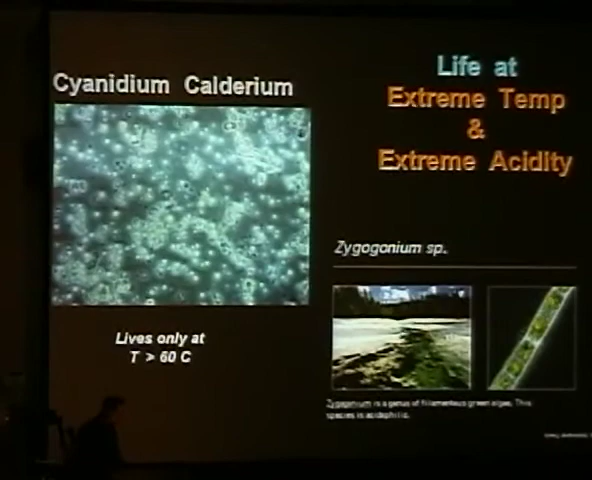 Cyanidium Calderium
Lives only at
T > 60 C
Life at
Extreme Temp
&
Extreme Acidity
Zygogonium sp.
Zygogonium is a genus of filamentous green algae. This
species is acidophilic.